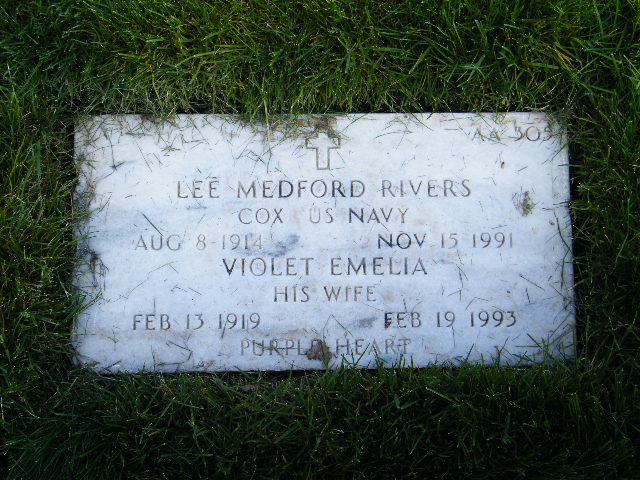 AA 505
LEE MEDFORD RIVERS
COX US NAVY
AUG 8 1914 NOV 15 1991
VIOLET EMELIA
HIS WIFE
FEB 13 1919 FEB 19 1993
PURPLE HEART